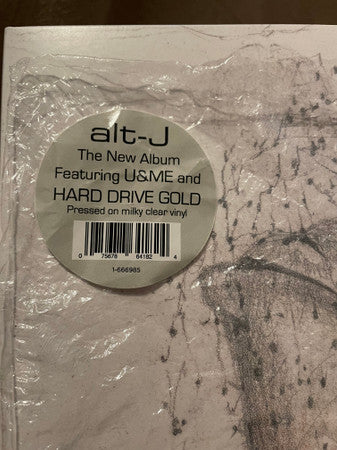 alt-J
The New Album
Featuring U&ME and
HARD DRIVE GOLD
Pressed on milky clear vinyl
0 75678 64182 4
1-666985